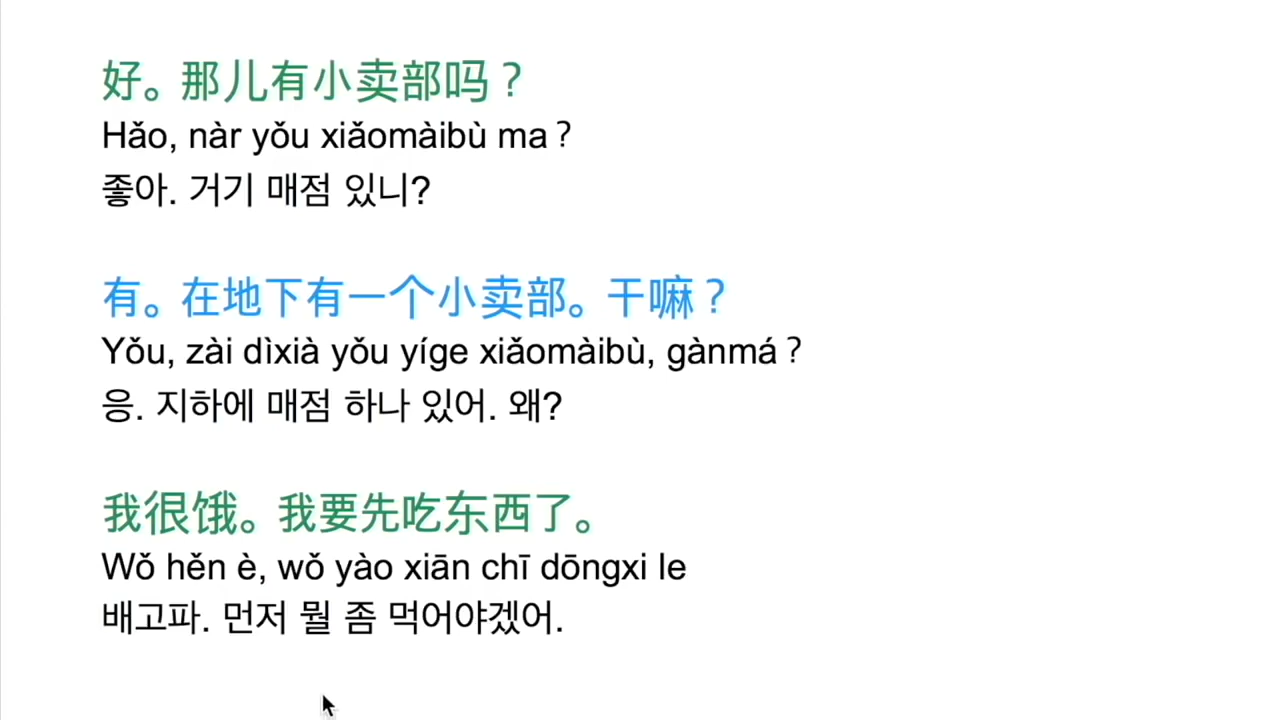 好。那儿有小卖部吗？
Hǎo, nàr yǒu xiǎomàibù ma？
좋아. 거기 매점 있니?
有。在地下有一个小卖部。干嘛？
Yǒu, zài dìxià yǒu yíge xiǎomàibù, gànmá？
응. 지하에 매점 하나 있어. 왜?
我很饿。我要先吃东西了。
Wǒ hěn è, wǒ yào xiān chī dōngxi le
배고파. 먼저 뭘 좀 먹어야겠어.